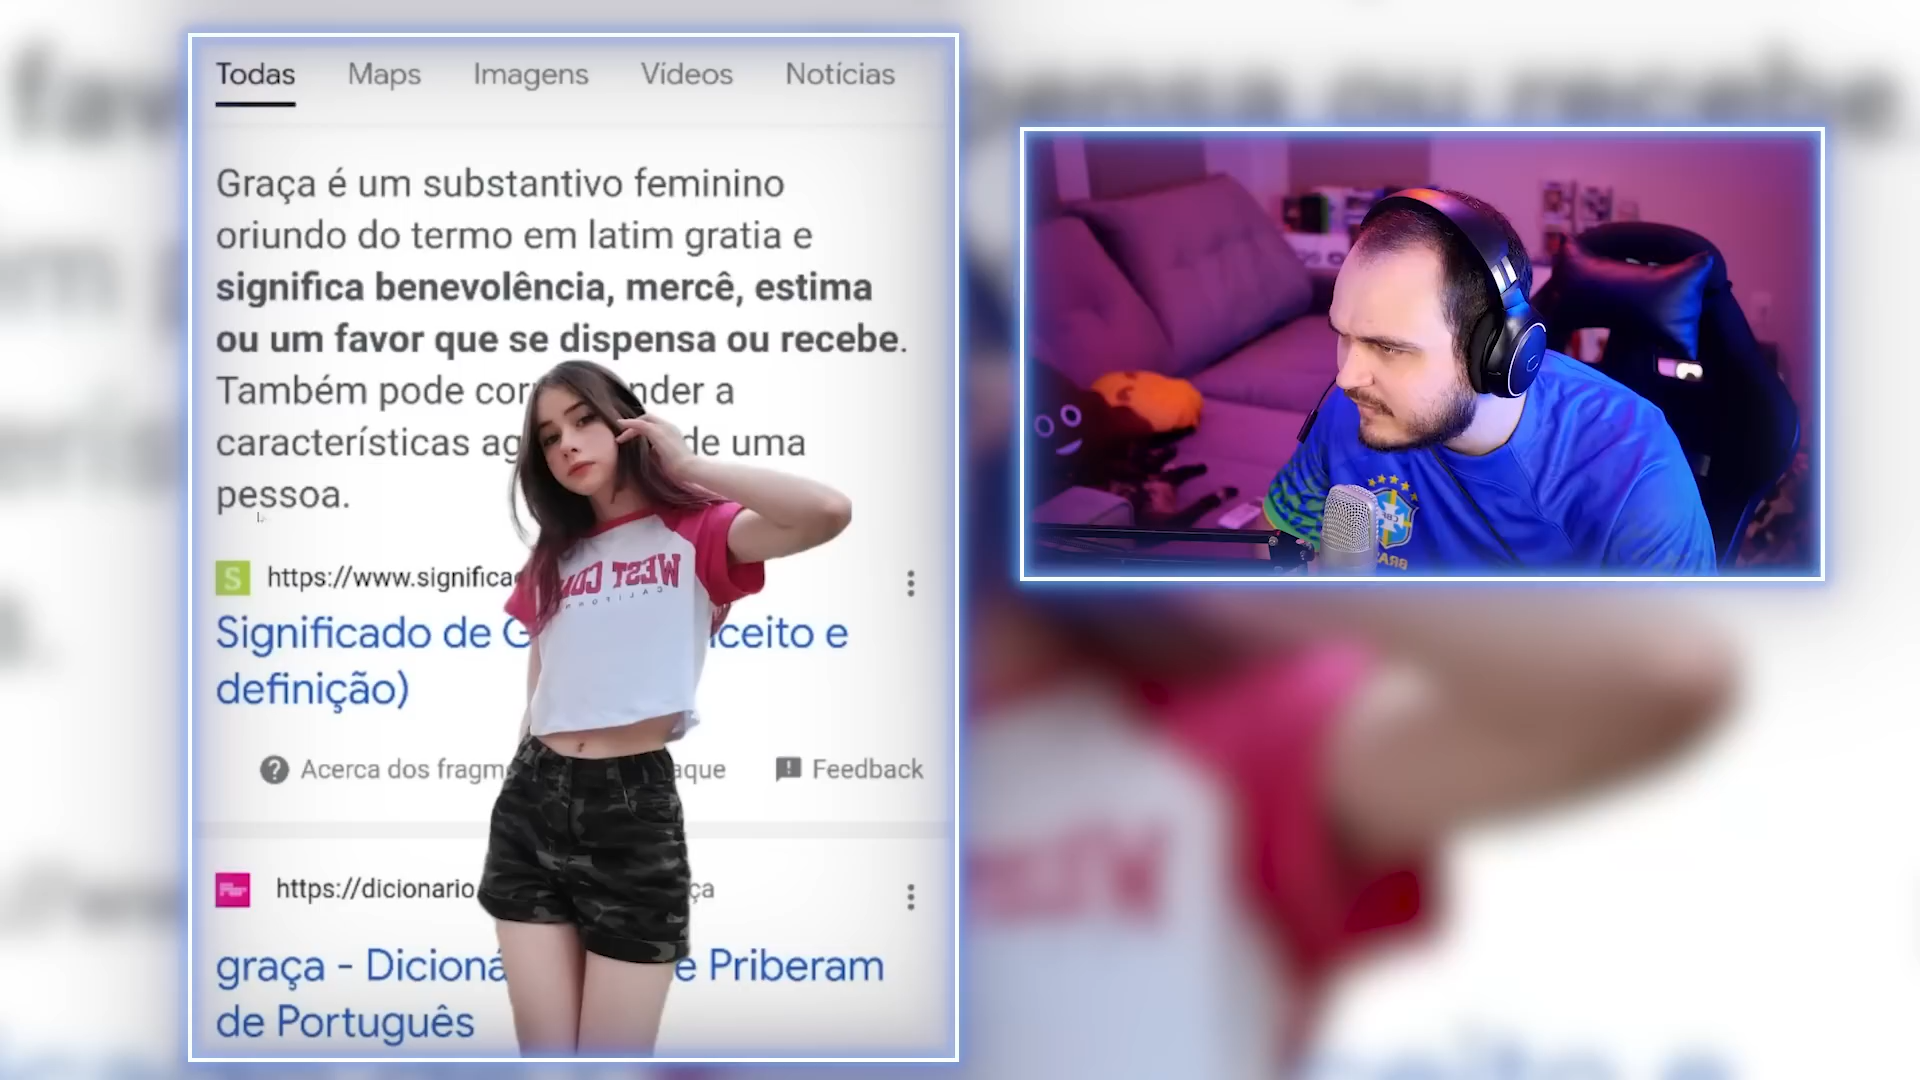 Todas Maps Imagens Vídeos Notícias
Graça é um substantivo feminino
oriundo do termo em latim gratia e
significa benevolência, mercê, estima
ou um favor que se dispensa ou recebe.
Também pode cor nder a
características ag de uma
pessoa.
S https://www.significa
Significado de G ceito e
definição)
Acerca dos fragm aque Feedback
https://dicionario. ça
graça - Dicioná e Priberam
de Português
WEST CO
CALIFORN